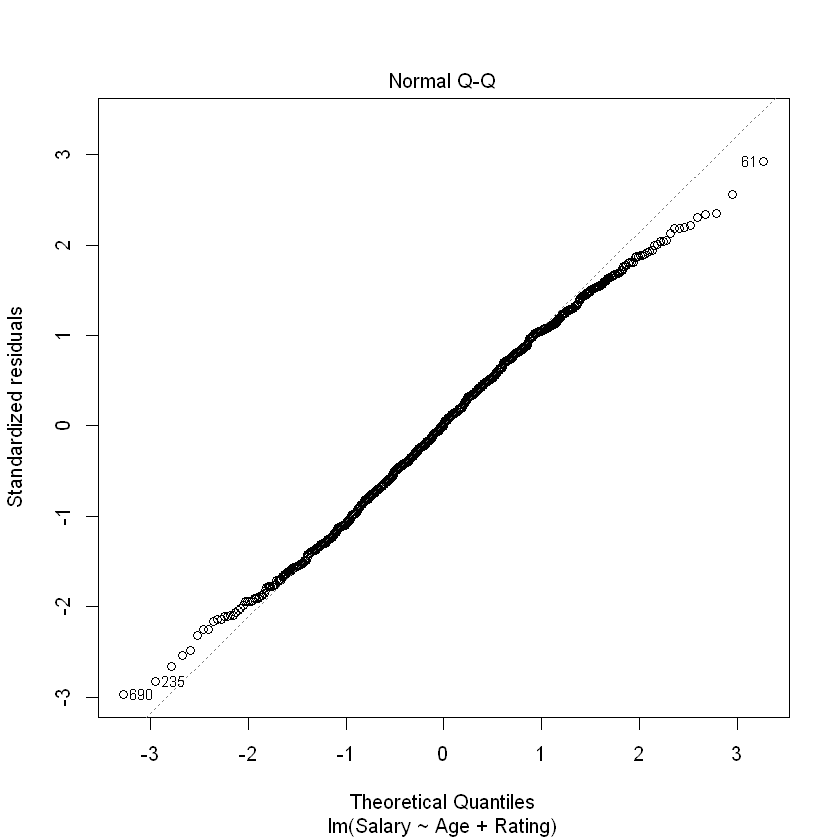 Normal Q-Q
Standardized residuals
3
2
1
0
-1
-2
-3
61
235
690
-3 -2 -1 0 1 2 3
Theoretical Quantiles
lm(Salary ~ Age + Rating)